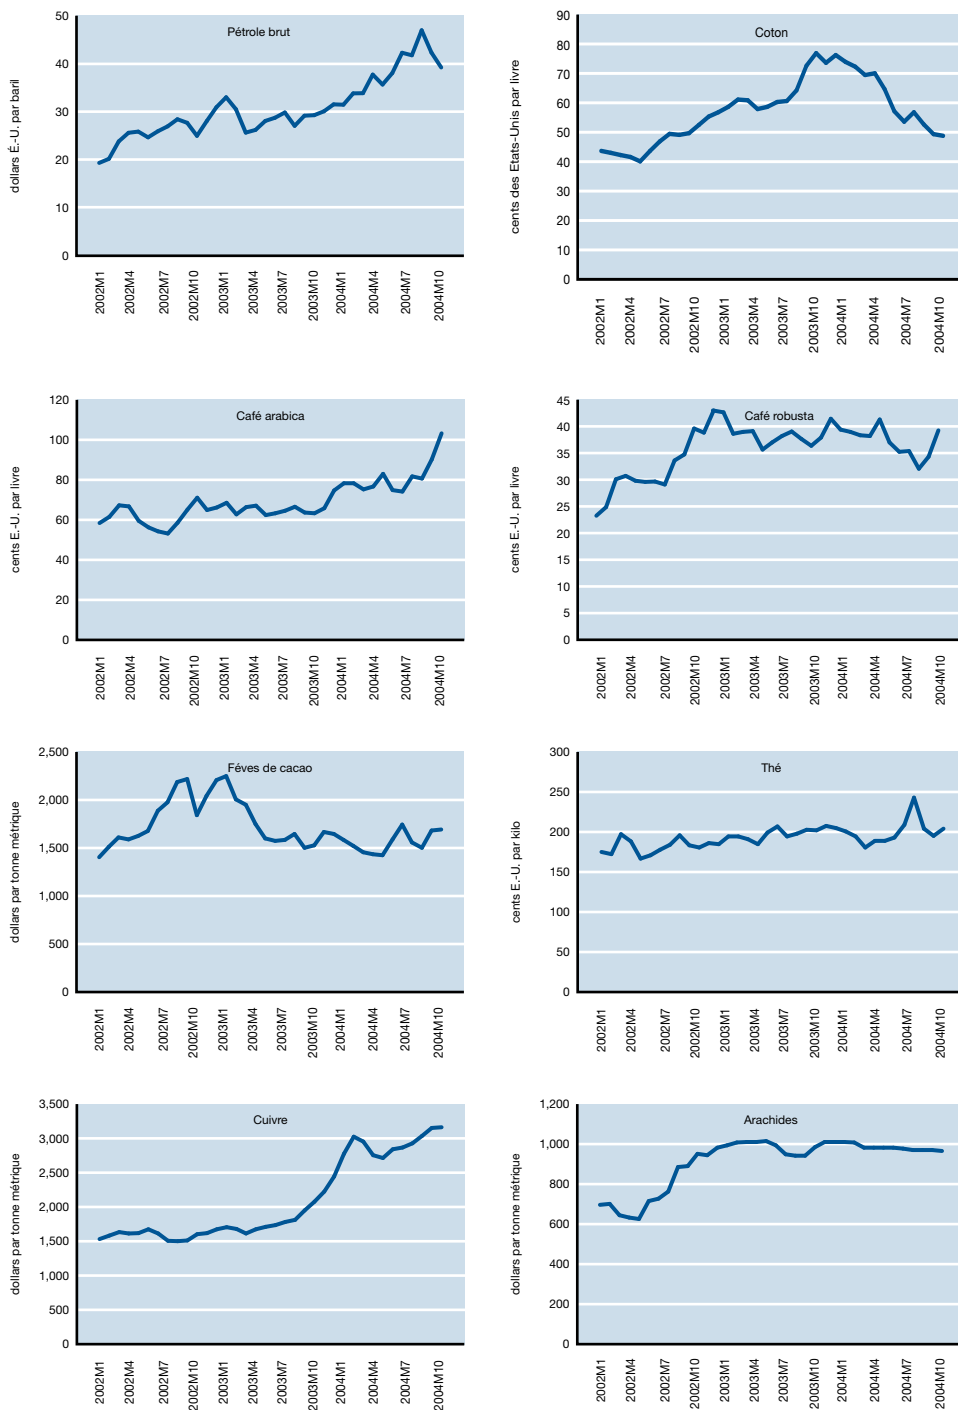 Pétrole brut
dollars É.-U. par baril
50
40
30
20
10
0
2002M1
2002M4
2002M7
2002M10
2003M1
2003M4
2003M7
2003M10
2004M1
2004M4
2004M7
2004M10
Coton
cents des Etats-Unis par livre
90
80
70
60
50
40
30
20
10
0
2002M1
2002M4
2002M7
2002M10
2003M1
2003M4
2003M7
2003M10
2004M1
2004M4
2004M7
2004M10
Café arabica
cents E.-U. par livre
120
100
80
60
40
20
0
2002M1
2002M4
2002M7
2002M10
2003M1
2003M4
2003M7
2003M10
2004M1
2004M4
2004M7
2004M10
Café robusta
cents E.-U. par livre
45
40
35
30
25
20
15
10
5
0
2002M1
2002M4
2002M7
2002M10
2003M1
2003M4
2003M7
2003M10
2004M1
2004M4
2004M7
2004M10
Féves de cacao
dollars par tonne métrique
2,500
2,000
1,500
1,000
500
0
2002M1
2002M4
2002M7
2002M10
2003M1
2003M4
2003M7
2003M10
2004M1
2004M4
2004M7
2004M10
Thé
cents E.-U. par kilo
300
250
200
150
100
50
0
2002M1
2002M4
2002M7
2002M10
2003M1
2003M4
2003M7
2003M10
2004M1
2004M4
2004M7
2004M10
Cuivre
dollars par tonne métrique
3,500
3,000
2,500
2,000
1,500
1,000
500
0
2002M1
2002M4
2002M7
2002M10
2003M1
2003M4
2003M7
2003M10
2004M1
2004M4
2004M7
2004M10
Arachides
dollars par tonne métrique
1,200
1,000
800
600
400
200
0
2002M1
2002M4
2002M7
2002M10
2003M1
2003M4
2003M7
2003M10
2004M1
2004M4
2004M7
2004M10